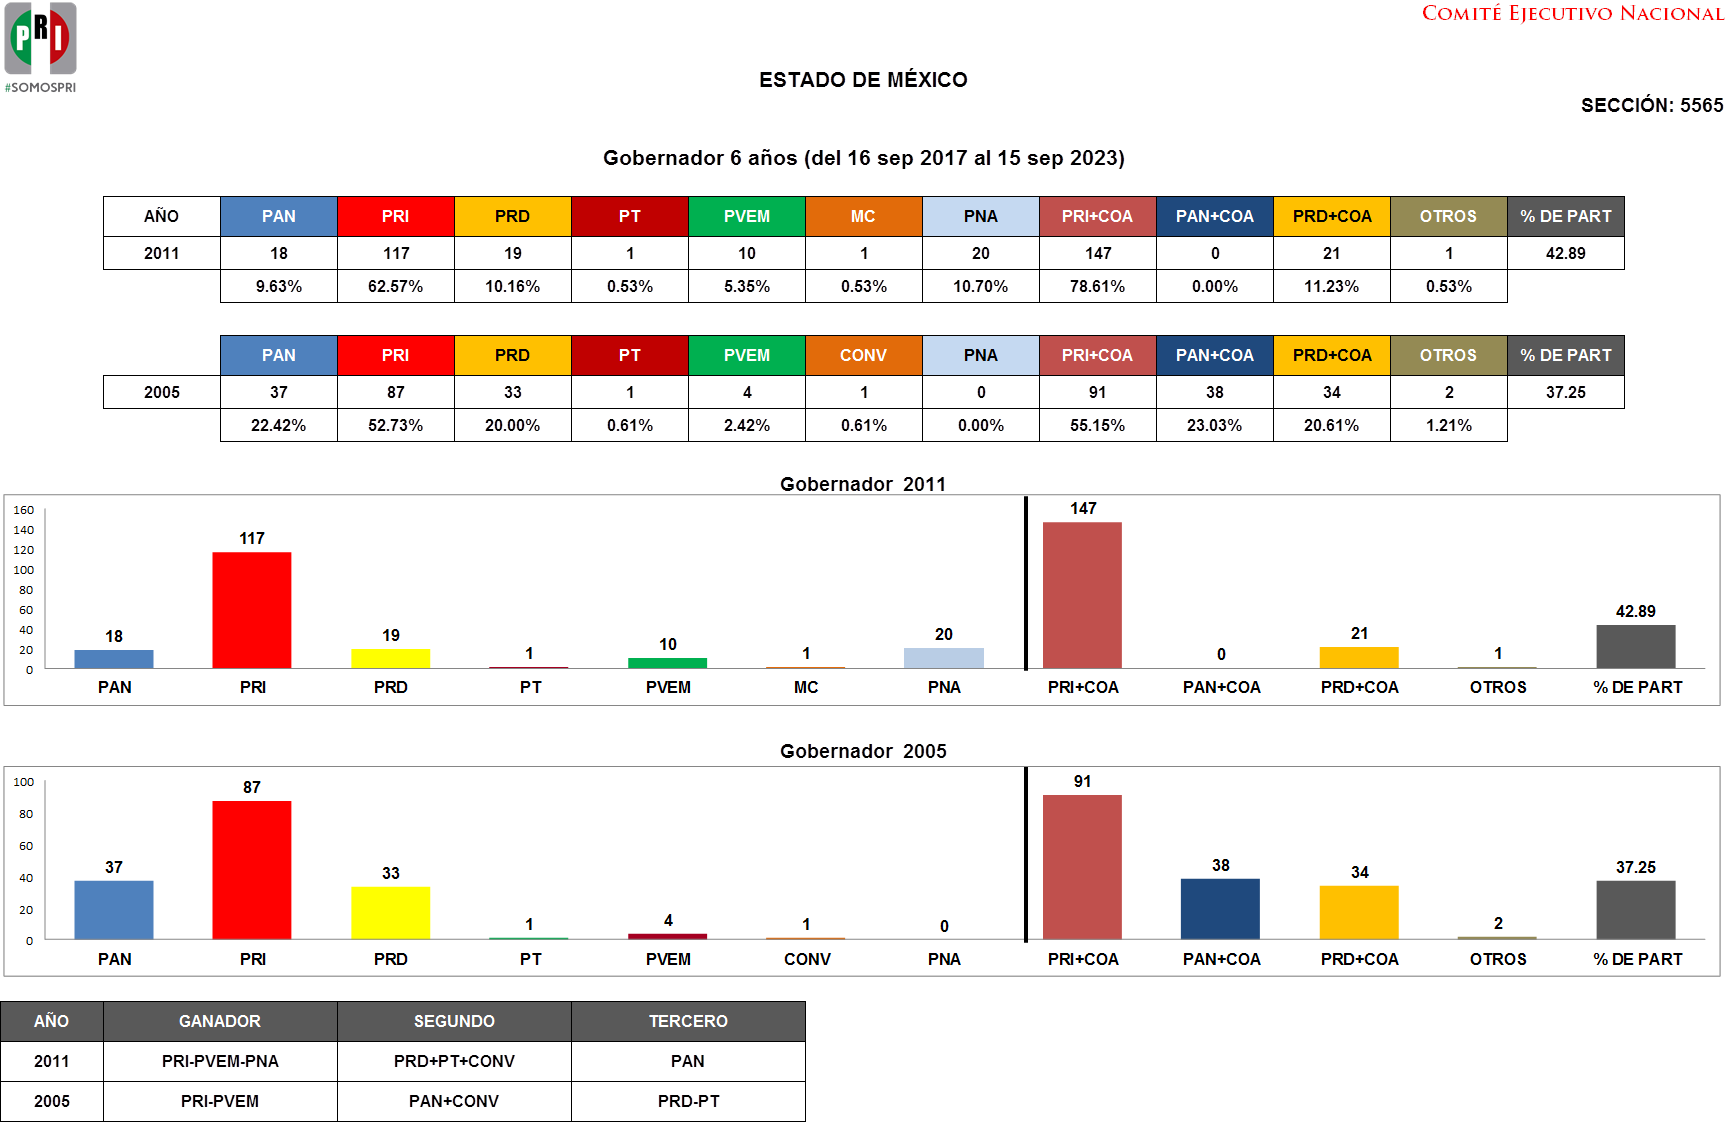 PRI
#SOMOSPRI
COMITÉ EJECUTIVO NACIONAL
ESTADO DE MÉXICO
SECCIÓN: 5565
Gobernador 6 años (del 16 sep 2017 al 15 sep 2023)
AÑO PAN PRI PRD PT PVEM MC PNA PRI+COA PAN+COA PRD+COA OTROS % DE PART
2011 18 117 19 1 10 1 20 147 0 21 1 42.89
9.63% 62.57% 10.16% 0.53% 5.35% 0.53% 10.70% 78.61% 0.00% 11.23% 0.53%
PAN PRI PRD PT PVEM CONV PNA PRI+COA PAN+COA PRD+COA OTROS % DE PART
2005 37 87 33 1 4 1 0 91 38 34 2 37.25
22.42% 52.73% 20.00% 0.61% 2.42% 0.61% 0.00% 55.15% 23.03% 20.61% 1.21%
Gobernador 2011
160
140
120
100
80
60
40
20
0
18 117 19 1 10 1 20 147 0 21 1 42.89
PAN PRI PRD PT PVEM MC PNA PRI+COA PAN+COA PRD+COA OTROS % DE PART
Gobernador 2005
100
80
60
40
20
0
37 87 33 1 4 1 0 91 38 34 2 37.25
PAN PRI PRD PT PVEM CONV PNA PRI+COA PAN+COA PRD+COA OTROS % DE PART
AÑO GANADOR SEGUNDO TERCERO
2011 PRI-PVEM-PNA PRD+PT+CONV PAN
2005 PRI-PVEM PAN+CONV PRD-PT